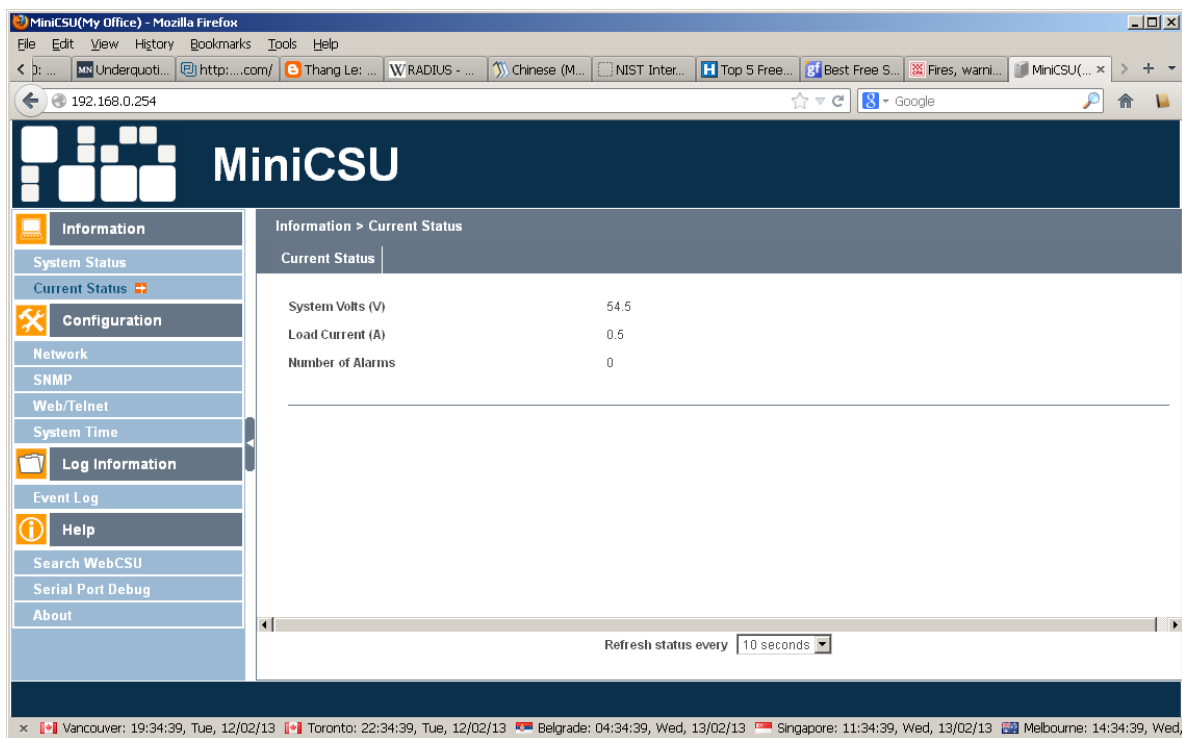 MiniCSU(My Office) - Mozilla Firefox
File Edit View History Bookmarks Tools Help
): ... Underquoti... http:....com/ Thang Le: ... RADIUS - ... Chinese (M... NIST Inter... Top 5 Free... Best Free S... Fires, warni... MiniCSU(...
192.168.0.254 Google
MiniCSU
Information
System Status
Current Status
Configuration
Network
SNMP
Web/Telnet
System Time
Log Information
Event Log
Help
Search WebCSU
Serial Port Debug
About
Information > Current Status
Current Status
System Volts (V) 54.5
Load Current (A) 0.5
Number of Alarms 0
Refresh status every 10 seconds
Vancouver: 19:34:39, Tue, 12/02/13 Toronto: 22:34:39, Tue, 12/02/13 Belgrade: 04:34:39, Wed, 13/02/13 Singapore: 11:34:39, Wed, 13/02/13 Melbourne: 14:34:39, Wed,